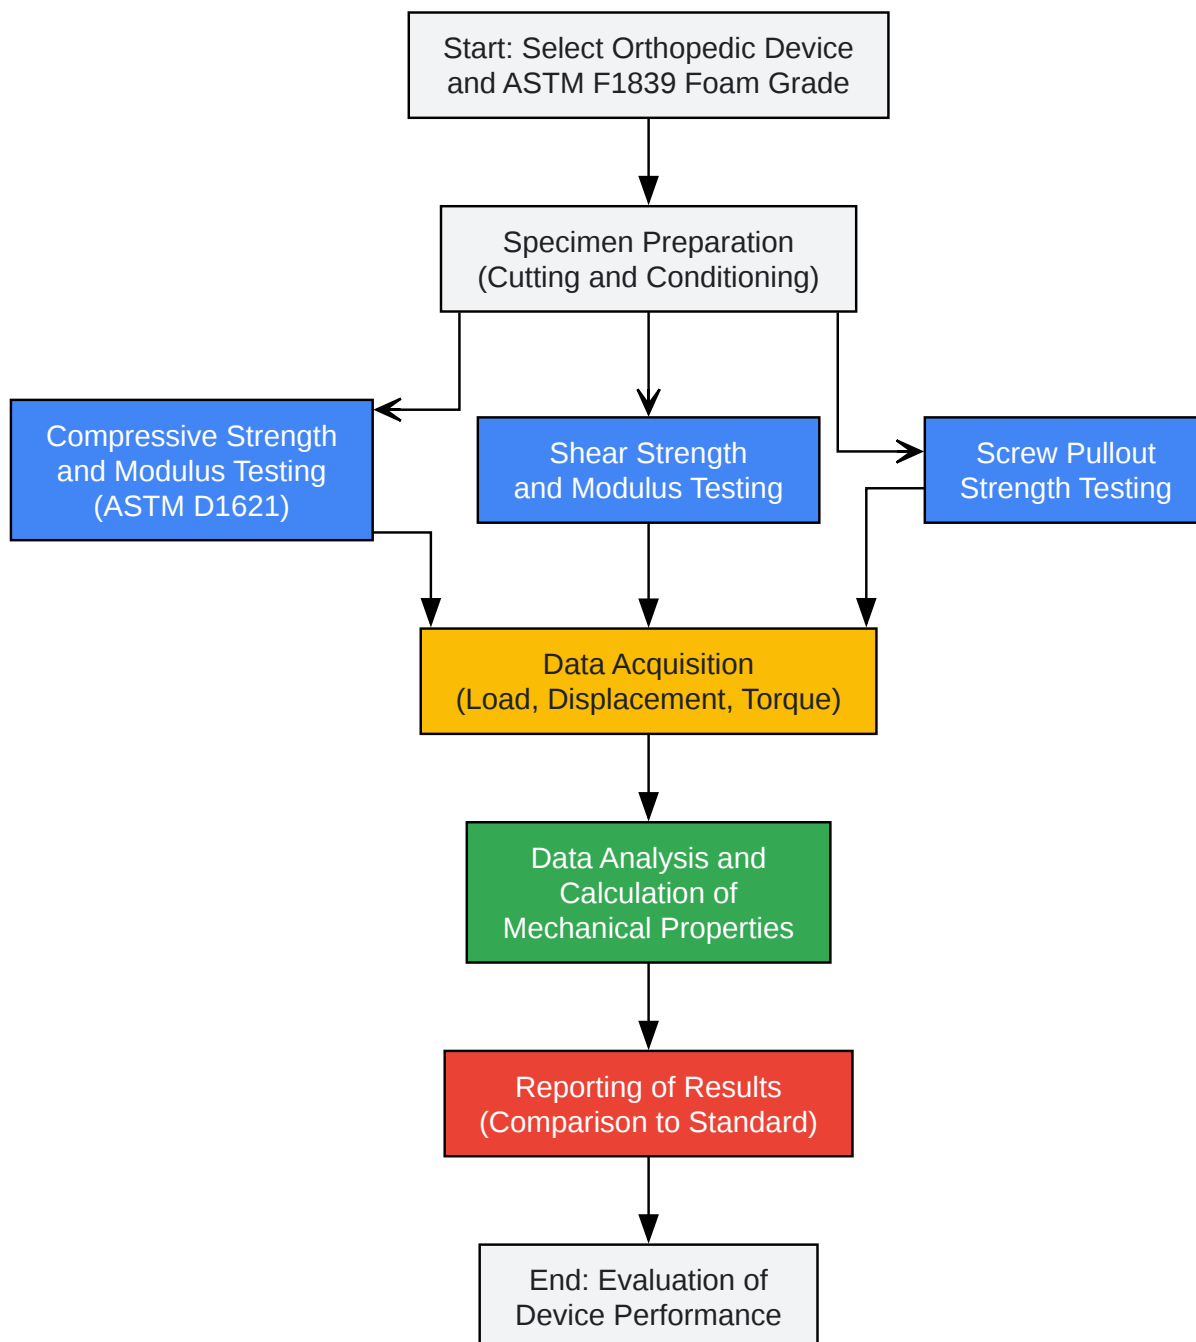 Start: Select Orthopedic Device
and ASTM F1839 Foam Grade
Specimen Preparation
(Cutting and Conditioning)
Compressive Strength
and Modulus Testing
(ASTM D1621)
Shear Strength
and Modulus Testing
Screw Pullout
Strength Testing
Data Acquisition
(Load, Displacement, Torque)
Data Analysis and
Calculation of
Mechanical Properties
Reporting of Results
(Comparison to Standard)
End: Evaluation of
Device Performance